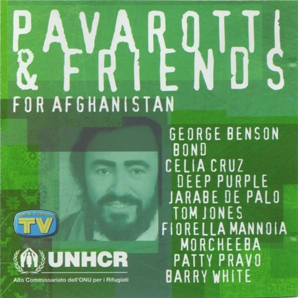 PAVAROTTI
& FRIENDS
FOR AFGHANISTAN
GEORGE BENSON
BOND
CELIA CRUZ
DEEP PURPLE
JARABE DE PALO
TOM JONES
FIORELLA MANNOIA
MORCHEEBA
PATTY PRAVO
BARRY WHITE
TV
UNHCR
Alto Commissariato dell'ONU per i Rifugiati